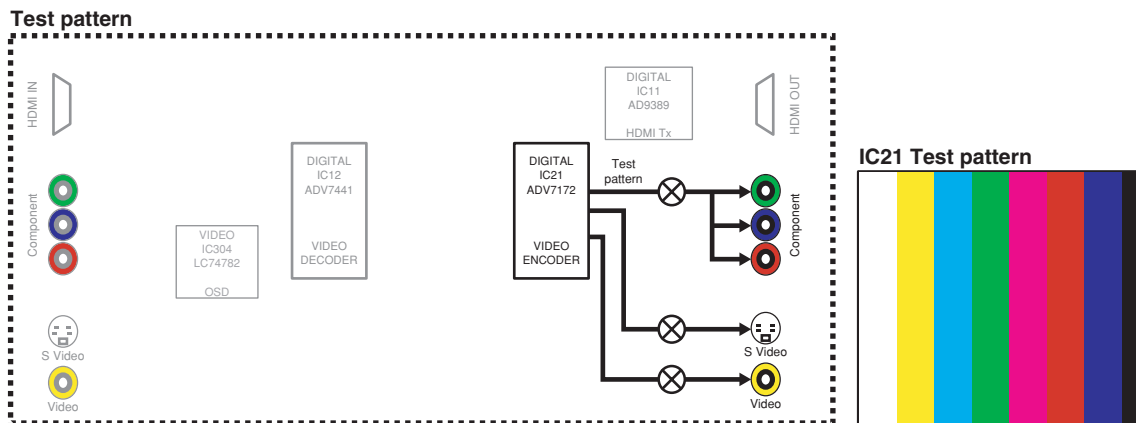 Test pattern
HDMI IN
DIGITAL
IC11
AD9389
HDMI Tx
HDMI OUT
IC21 Test pattern
Component
DIGITAL
IC12
ADV7441
VIDEO
DECODER
DIGITAL
IC21
ADV7172
VIDEO
ENCODER
Test
pattern
Component
VIDEO
IC304
LC74782
OSD
S Video
S Video
Video
Video